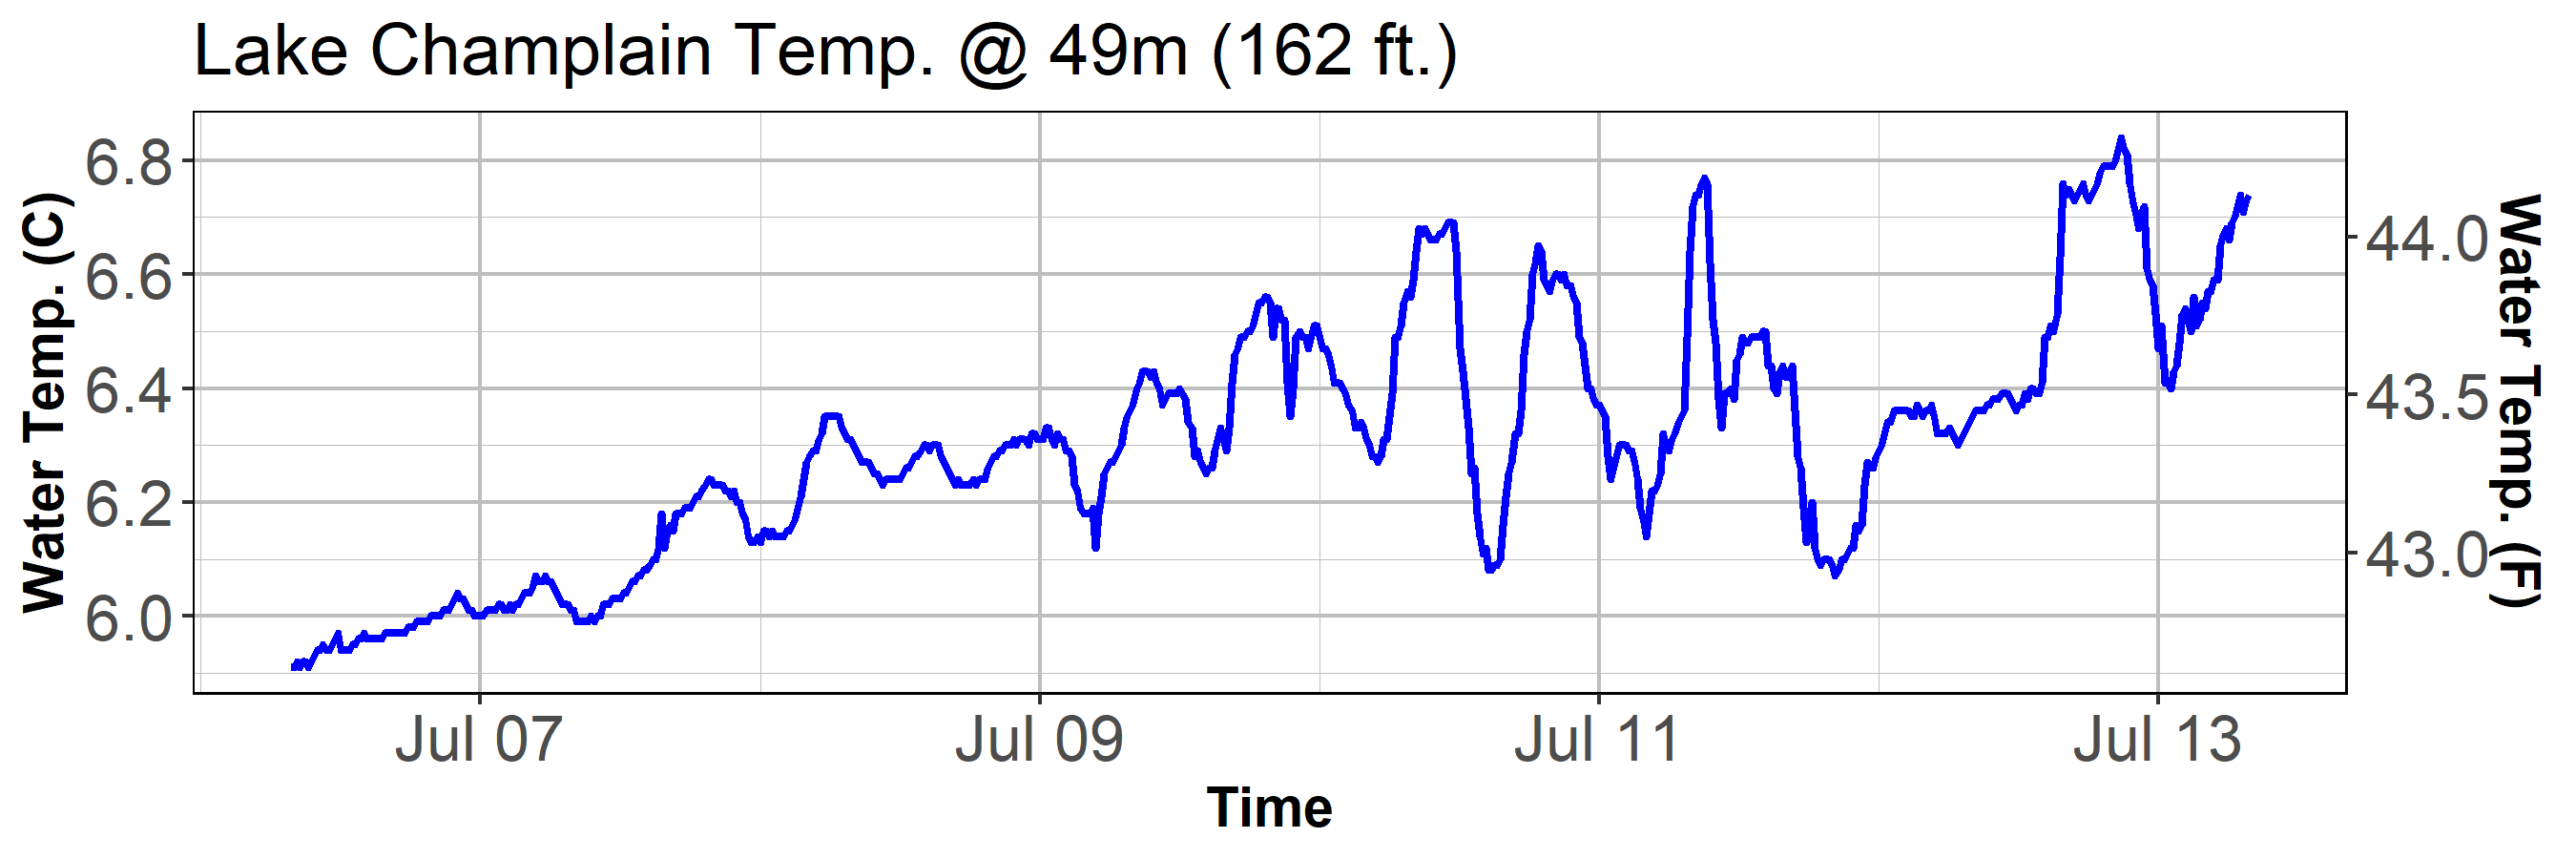 Lake Champlain Temp. @ 49m (162 ft.)
Water Temp. (C)
6.8
6.6
6.4
6.2
6.0
44.0
43.5
43.0
Water Temp. (F)
Jul 07
Jul 09
Jul 11
Jul 13
Time